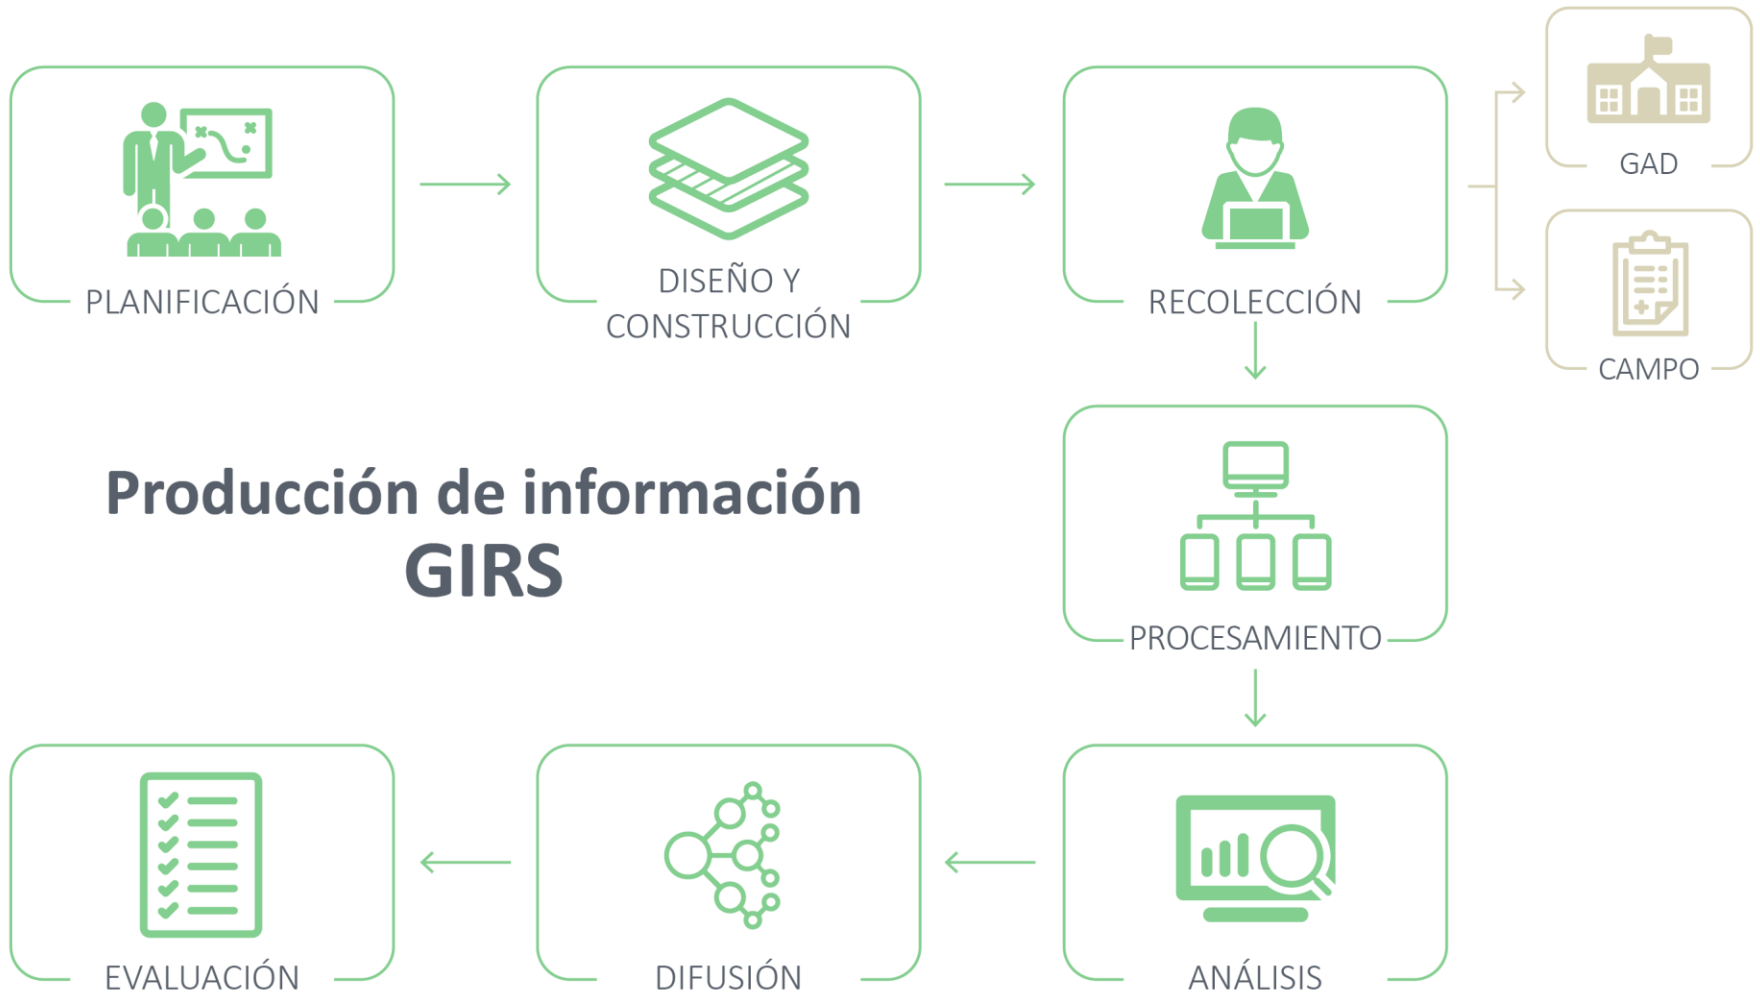 PLANIFICACIÓN
DISEÑO Y
CONSTRUCCIÓN
RECOLECCIÓN
GAD
CAMPO
Producción de información
GIRS
PROCESAMIENTO
ANÁLISIS
DIFUSIÓN
EVALUACIÓN